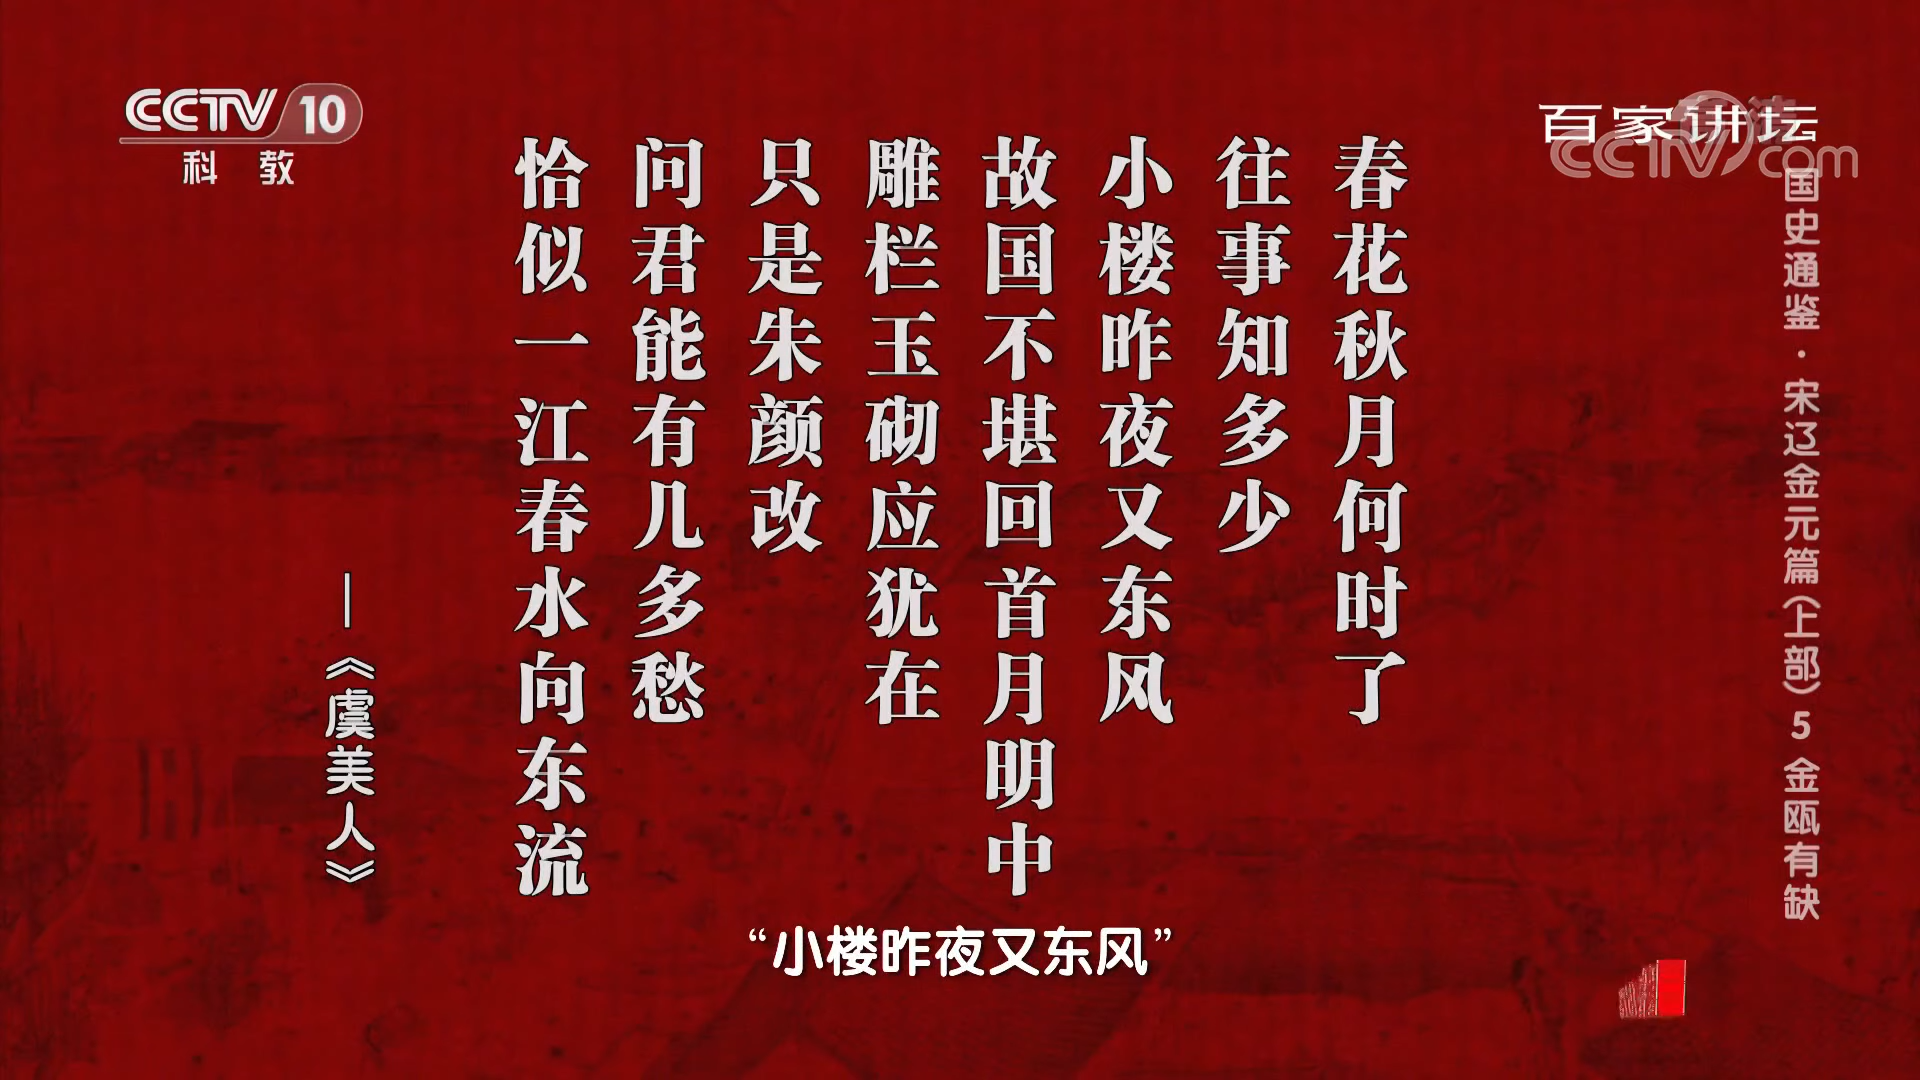 CCTV 10
科教
百家讲坛
CCTV.com
国史通鉴·宋辽金元篇(上部) 5 金瓯有缺
春花秋月何时了
往事知多少
小楼昨夜又东风
故国不堪回首月明中
雕栏玉砌应犹在
只是朱颜改
问君能有几多愁
恰似一江春水向东流
—《虞美人》
“小楼昨夜又东风”